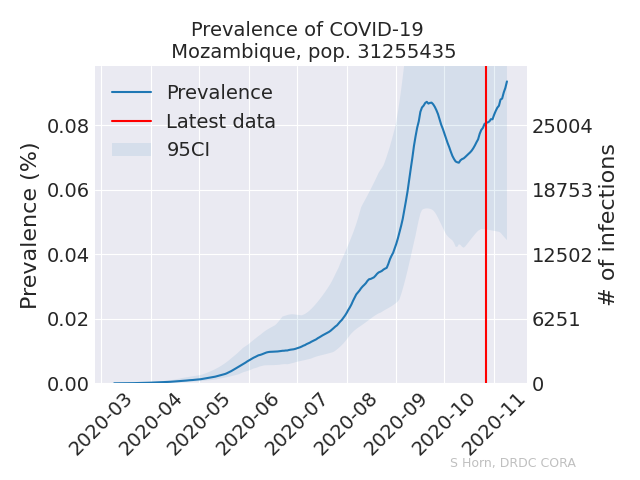 Prevalence of COVID-19
Mozambique, pop. 31255435
Prevalence
Latest data
95CI
Prevalence (%)
0.08
0.06
0.04
0.02
0.00
# of infections
25004
18753
12502
6251
0
2020-03
2020-04
2020-05
2020-06
2020-07
2020-08
2020-09
2020-10
2020-11
S Horn, DRDC CORA